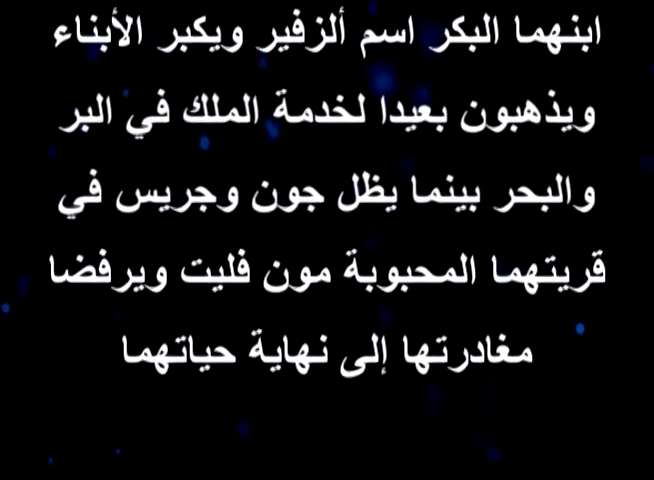 ابنهما البكر اسم ألزفير ويكبر الأبناء
ويذهبون بعيدا لخدمة الملك في البر
والبحر بينما يظل جون وجريس في
قريتهما المحبوبة مون فليت ويرفضا
مغادرتها إلى نهاية حياتهما